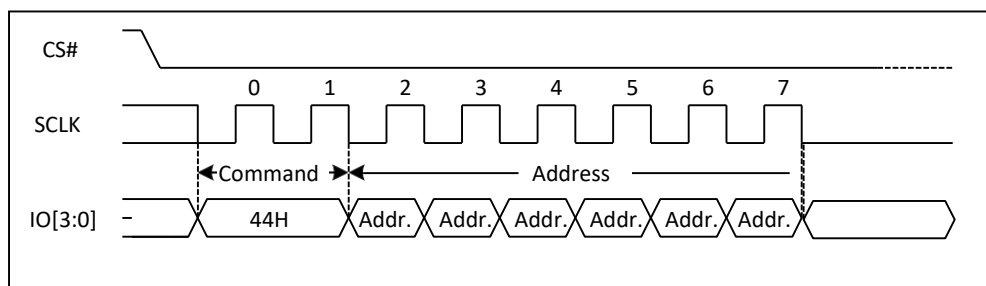 CS#
0 1 2 3 4 5 6 7
SCLK
Command Address
IO[3:0] 44H Addr. Addr. Addr. Addr. Addr. Addr.